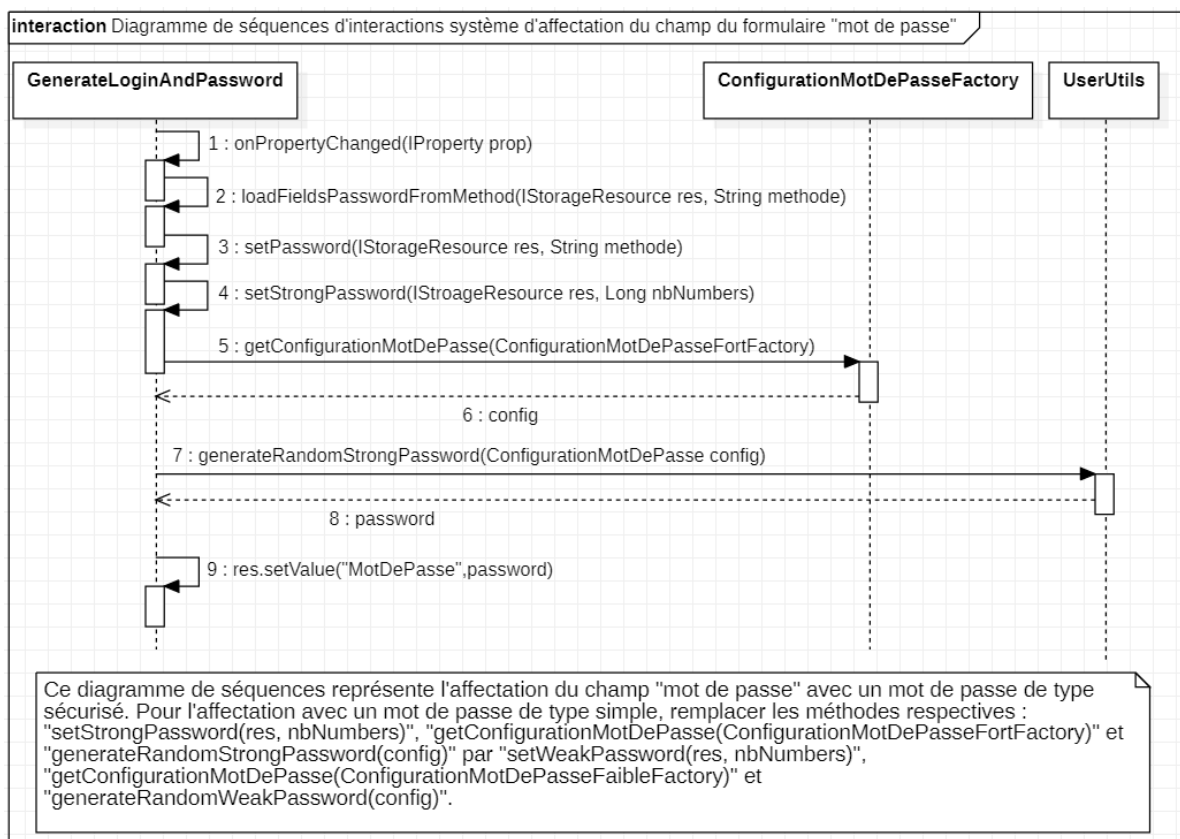 interaction Diagramme de séquences d'interactions système d'affectation du champ du formulaire "mot de passe"
GenerateLoginAndPassword
ConfigurationMotDePasseFactory
UserUtils
1 : onPropertyChanged(IProperty prop)
2 : loadFieldsPasswordFromMethod(IStorageResource res, String methode)
3 : setPassword(IStorageResource res, String methode)
4 : setStrongPassword(IStroageResource res, Long nbNumbers)
5 : getConfigurationMotDePasse(ConfigurationMotDePasseFortFactory)
6 : config
7 : generateRandomStrongPassword(ConfigurationMotDePasse config)
8 : password
9 : res.setValue("MotDePasse",password)
Ce diagramme de séquences représente l'affectation du champ "mot de passe" avec un mot de passe de type
sécurisé. Pour l'affectation avec un mot de passe de type simple, remplacer les méthodes respectives :
"setStrongPassword(res, nbNumbers)", "getConfigurationMotDePasse(ConfigurationMotDePasseFortFactory)" et
"generateRandomStrongPassword(config)" par "setWeakPassword(res, nbNumbers)",
"getConfigurationMotDePasse(ConfigurationMotDePasseFaibleFactory)" et
"generateRandomWeakPassword(config)".